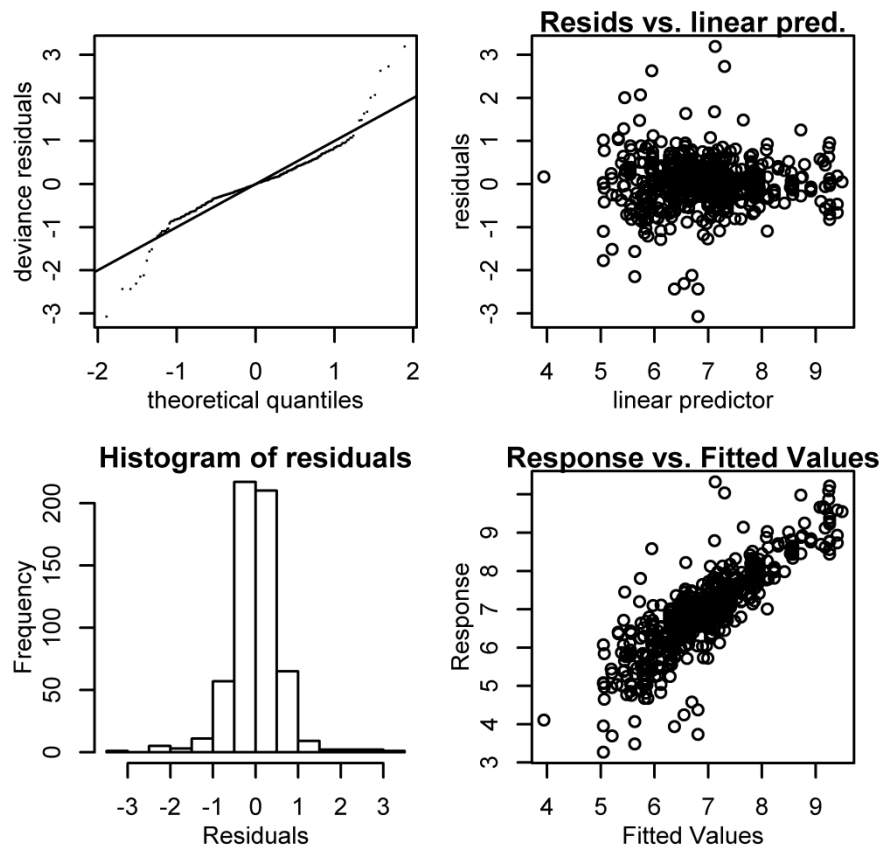 deviance residuals
3
2
1
0
-1
-2
-3
-2 -1 0 1 2
theoretical quantiles
Resids vs. linear pred.
residuals
3
2
1
0
-1
-2
-3
4 5 6 7 8 9
linear predictor
Histogram of residuals
Frequency
200
150
100
50
0
-3 -2 -1 0 1 2 3
Residuals
Response vs. Fitted Values
Response
9
8
7
6
5
4
3
4 5 6 7 8 9
Fitted Values